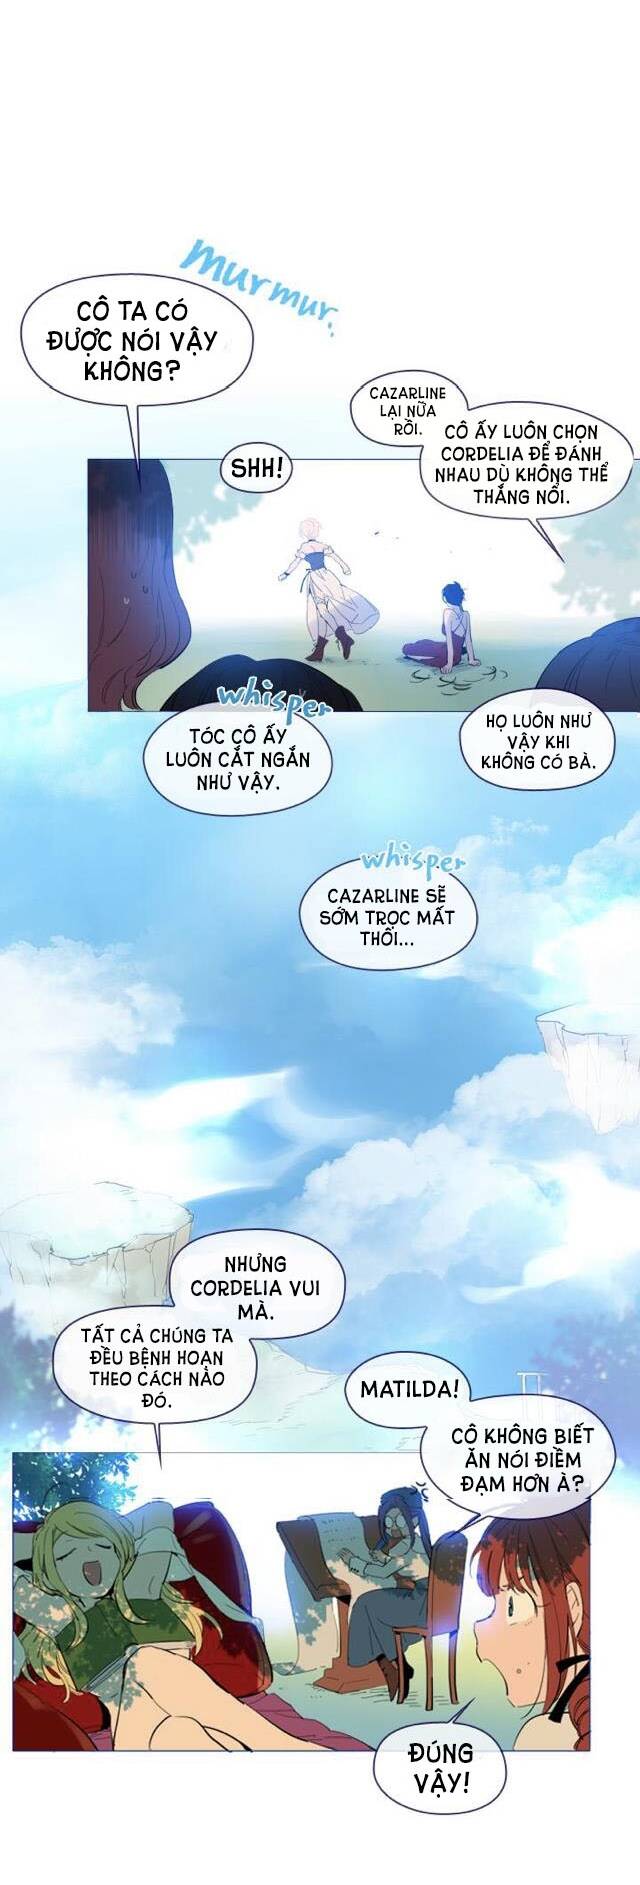 Murmur.
CÔ TA CÓ
ĐƯỢC NÓI VẬY
KHÔNG?
CAZARLINE
LẠI NỮA
RỒI.
CÔ ẤY LUÔN CHỌN
CORDELIA ĐỂ ĐÁNH
NHAU DÙ KHÔNG THỂ
THẮNG NỔI.
SHH!
whisper
TÓC CÔ ẤY
LUÔN CẮT NGẮN
NHƯ VẬY.
HỌ LUÔN NHƯ
VẬY KHI
KHÔNG CÓ BÀ.
whisper
CAZARLINE SẼ
SỚM TRỌC MẤT
THÔI...
NHƯNG
CORDELIA VUI
MÀ.
TẤT CẢ CHÚNG TA
ĐỀU BỆNH HOẠN
THEO CÁCH NÀO
ĐÓ.
MATILDA!
CÔ KHÔNG BIẾT
ĂN NÓI ĐIỀM
ĐẠM HƠN À?
ĐÚNG
VẬY!